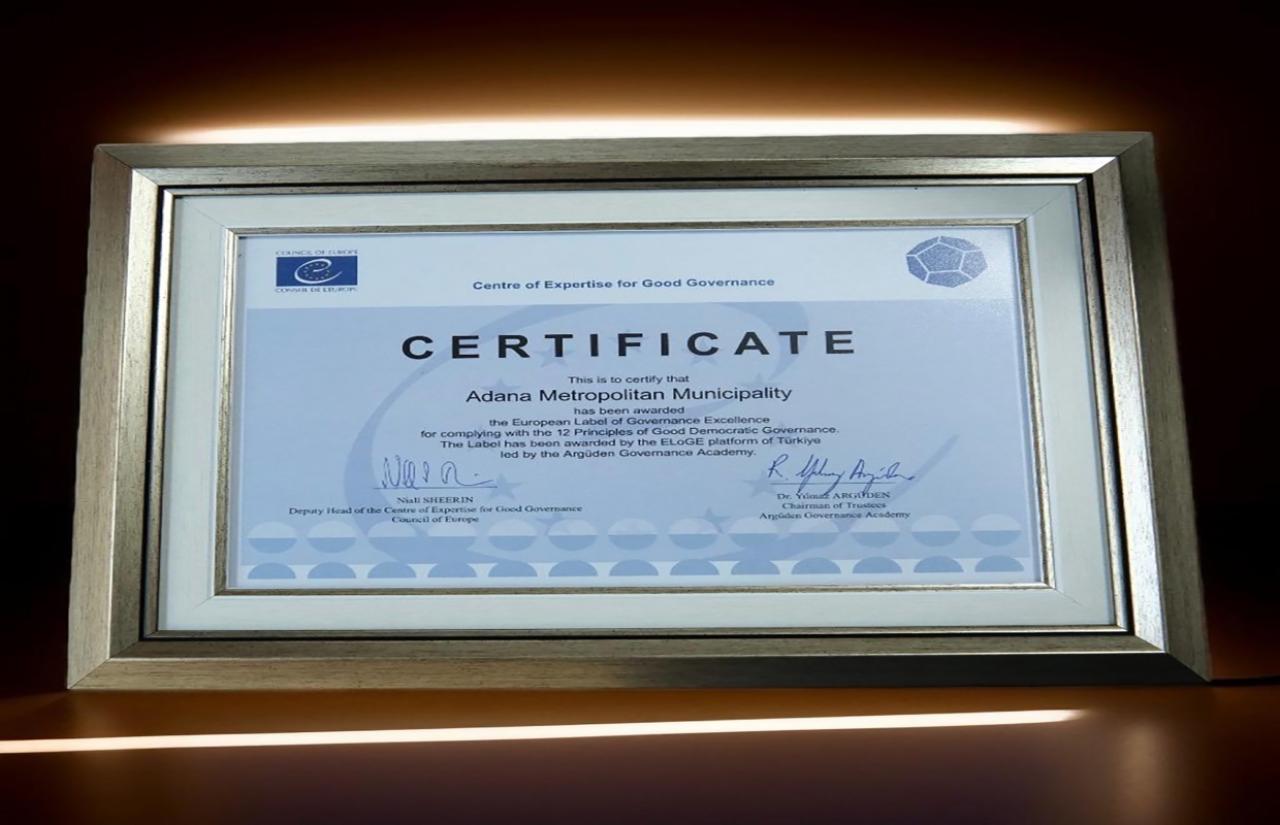 COUNCIL OF EUROPE
CONSEIL DE L'EUROPE
Centre of Expertise for Good Governance
CERTIFICATE
This is to certify that
Adana Metropolitan Municipality
has been awarded
the European Label of Governance Excellence
for complying with the 12 Principles of Good Democratic Governance.
The Label has been awarded by the ELoGE platform of Türkiye
led by the Argüden Governance Academy.
Niall SHEERIN
Deputy Head of the Centre of Expertise for Good Governance
Council of Europe
R. Yılmaz Argüden
Dr. Yılmaz ARGÜDEN
Chairman of Trustees
Argüden Governance Academy